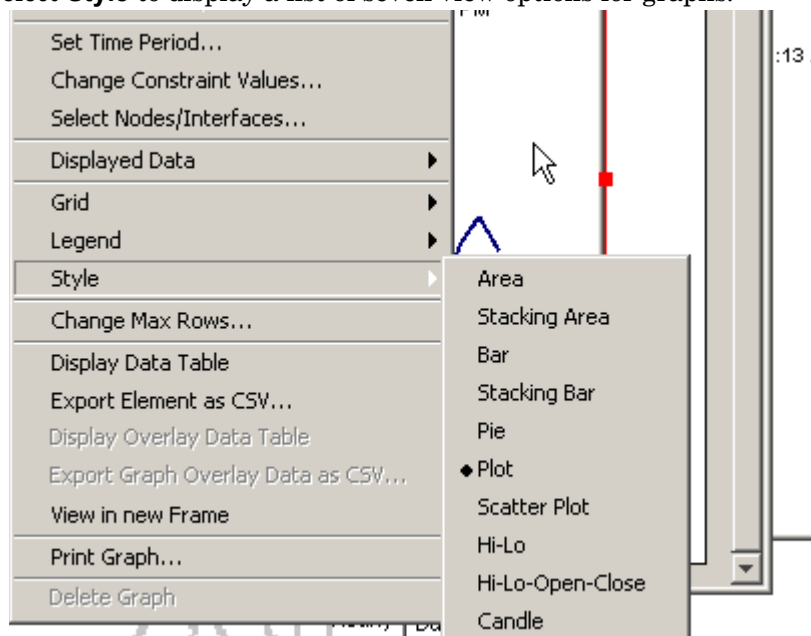 elect Style to display a list of seven view options for graphs.
PM
Set Time Period...
:13
Change Constraint Values...
Select Nodes/Interfaces...
Displayed Data
Grid
Legend
Style
Change Max Rows...
Display Data Table
Export Element as CSV...
Display Overlay Data Table
Export Graph Overlay Data as CSV...
View in new Frame
Print Graph...
Delete Graph
Area
Stacking Area
Bar
Stacking Bar
Pie
Plot
Scatter Plot
Hi-Lo
Hi-Lo-Open-Close
Candle